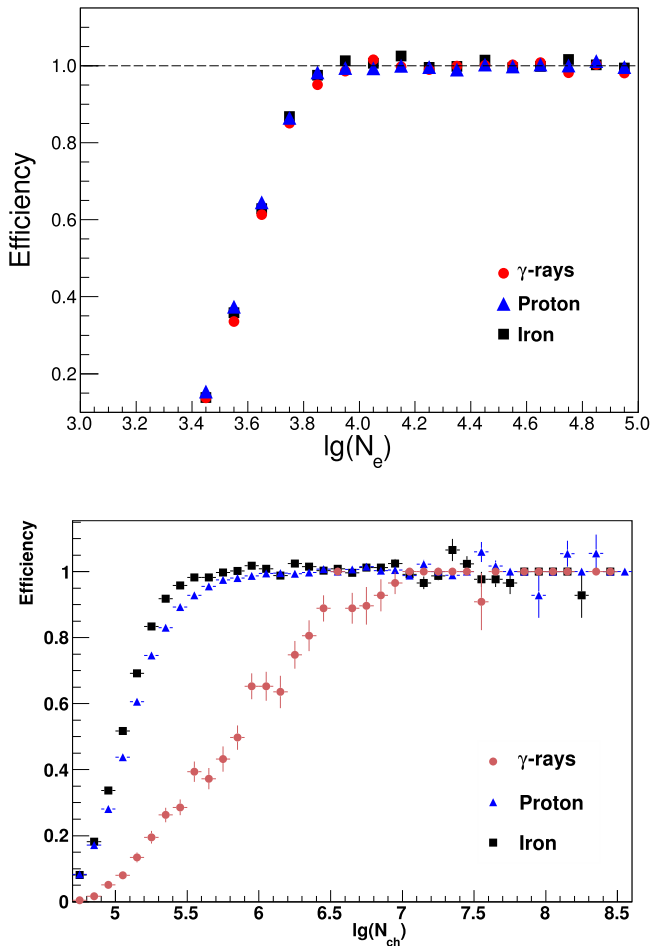 Efficiency
1.0
0.8
0.6
0.4
0.2
γ-rays
Proton
Iron
3.0 3.2 3.4 3.6 3.8 4.0 4.2 4.4 4.6 4.8 5.0
lg(Ne)
Efficiency
1
0.8
0.6
0.4
0.2
0
γ-rays
Proton
Iron
5 5.5 6 6.5 7 7.5 8 8.5
lg(Nch)